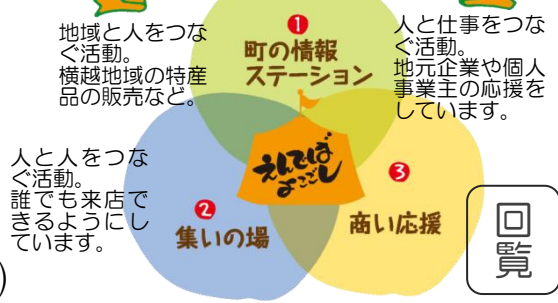 地域と人をつな
ぐ活動。
横越地域の特産
品の販売など。
❶
町の情報
ステーション
人と仕事をつな
ぐ活動。
地元企業や個人
事業主の応援を
しています。
人と人をつな
ぐ活動。
誰でも来店で
きるようにし
ています。
えんでば
よこごし
❷
集いの場
❸
商い応援
回
覧
)